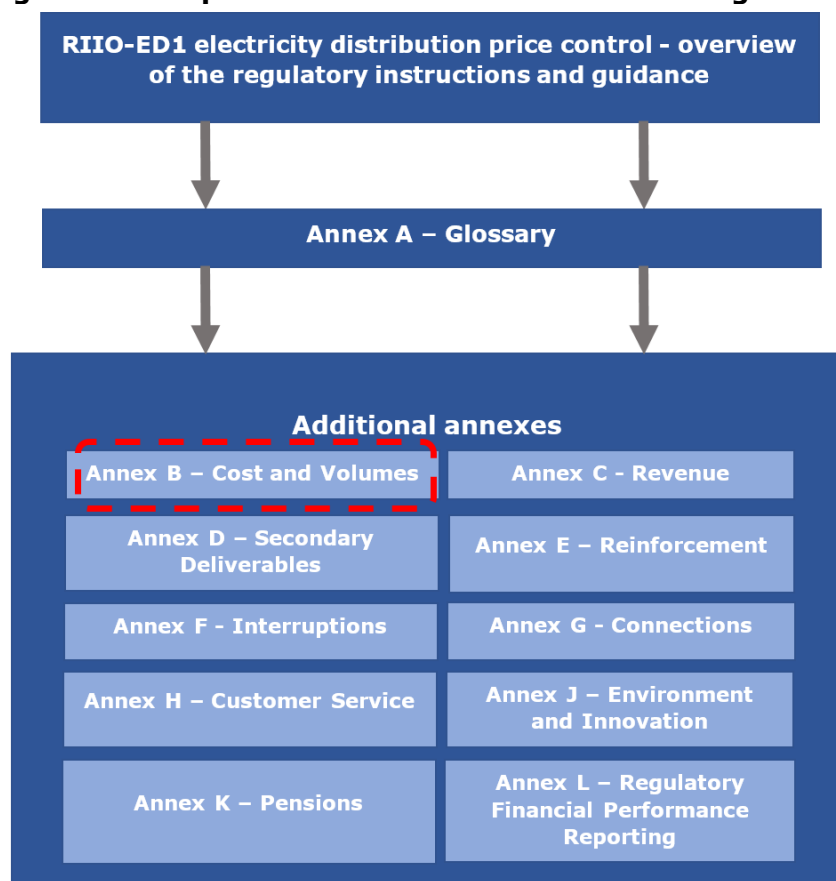 RIIO-ED1 electricity distribution price control - overview
of the regulatory instructions and guidance
Annex A – Glossary
Additional annexes
Annex B – Cost and Volumes
Annex C - Revenue
Annex D – Secondary
Deliverables
Annex E – Reinforcement
Annex F - Interruptions
Annex G - Connections
Annex H – Customer Service
Annex J – Environment
and Innovation
Annex K – Pensions
Annex L – Regulatory
Financial Performance
Reporting